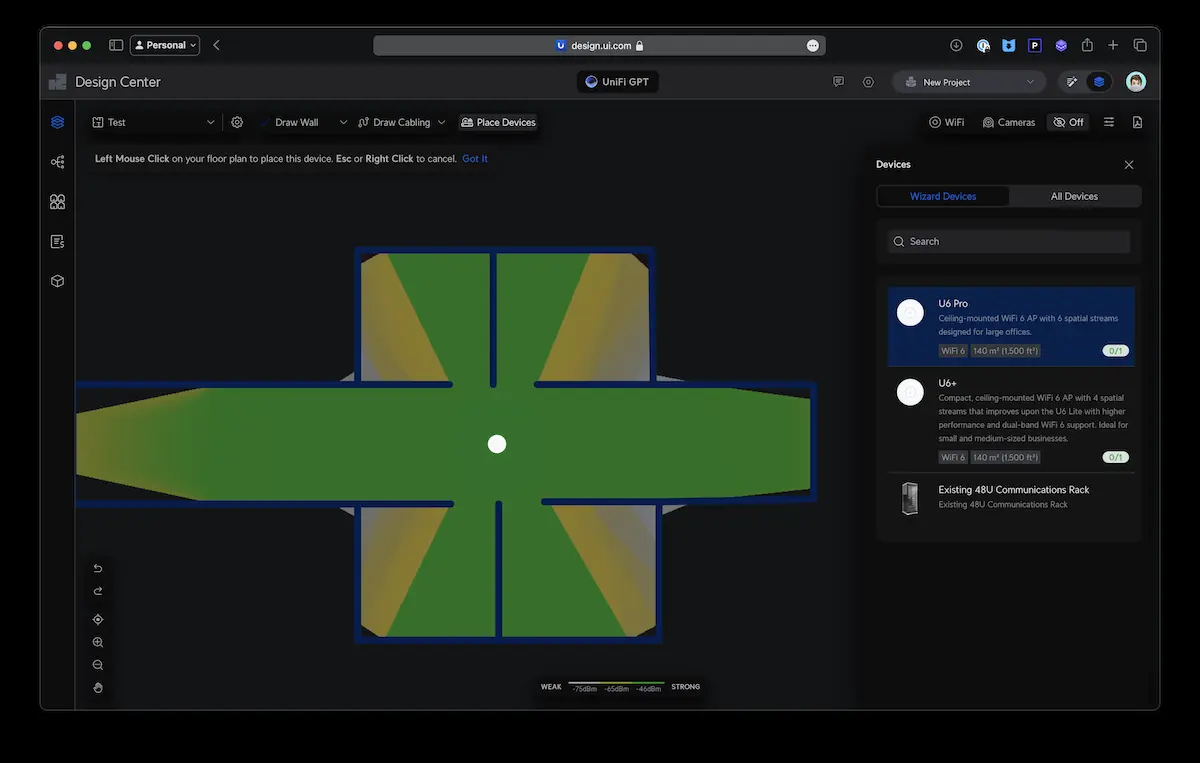 Personal
design.ui.com
P
Design Center
UniFi GPT
New Project
Test
Draw Wall
Draw Cabling
Place Devices
WiFi
Cameras
Off
Left Mouse Click on your floor plan to place this device. Esc or Right Click to cancel. Got It
Devices
Wizard Devices
All Devices
Search
U6 Pro
Ceiling-mounted WiFi 6 AP with 6 spatial streams
designed for large offices.
WiFi 6 140 m² (1,500 ft²) 0/1
U6+
Compact, ceiling-mounted WiFi 6 AP with 4 spatial
streams that improves upon the U6 Lite with higher
performance and dual-band WiFi 6 support. Ideal for
small and medium-sized businesses.
WiFi 6 140 m² (1,500 ft²) 0/1
Existing 48U Communications Rack
Existing 48U Communications Rack
WEAK -75dBm -65dBm -46dBm STRONG